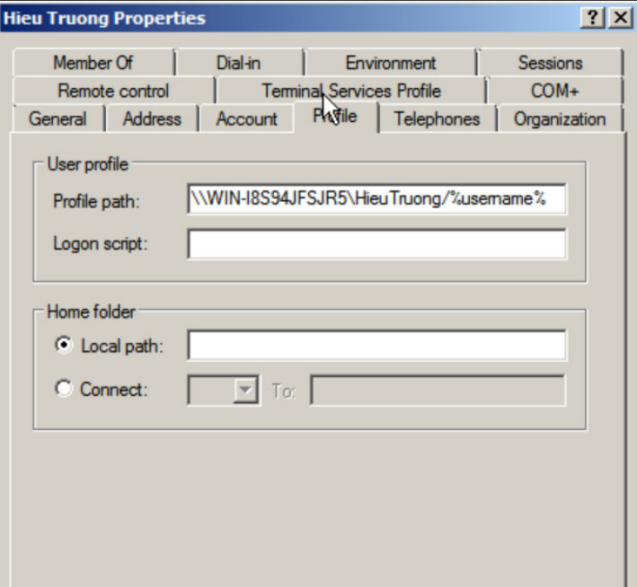 Hieu Truong Properties
Member Of Dial-in Environment Sessions
Remote control Terminal Services Profile COM+
General Address Account Profile Telephones Organization
User profile
Profile path: \\WIN-I8S94JFSJR5\HieuTruong/%username%
Logon script:
Home folder
Local path:
Connect: To: